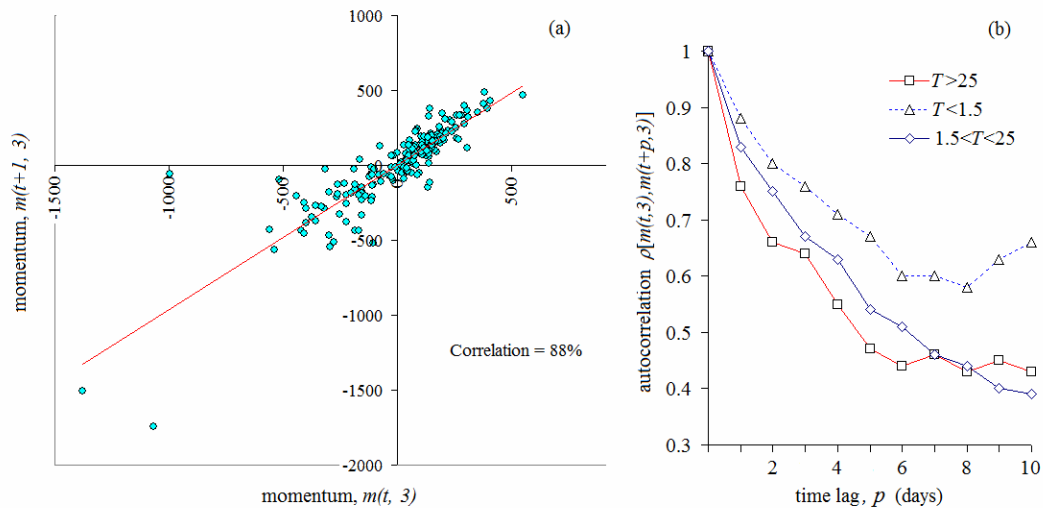 (a)
1000
500
0
-500
-1000
-1500
-2000
-1500
-1000
-500
0
500
momentum, m(t+1, 3)
momentum, m(t, 3)
Correlation = 88%
(b)
T>25
T<1.5
1.5<T<25
1
0.9
0.8
0.7
0.6
0.5
0.4
0.3
2
4
6
8
10
autocorrelation ρ[m(t,3),m(t+p,3)]
time lag, p (days)